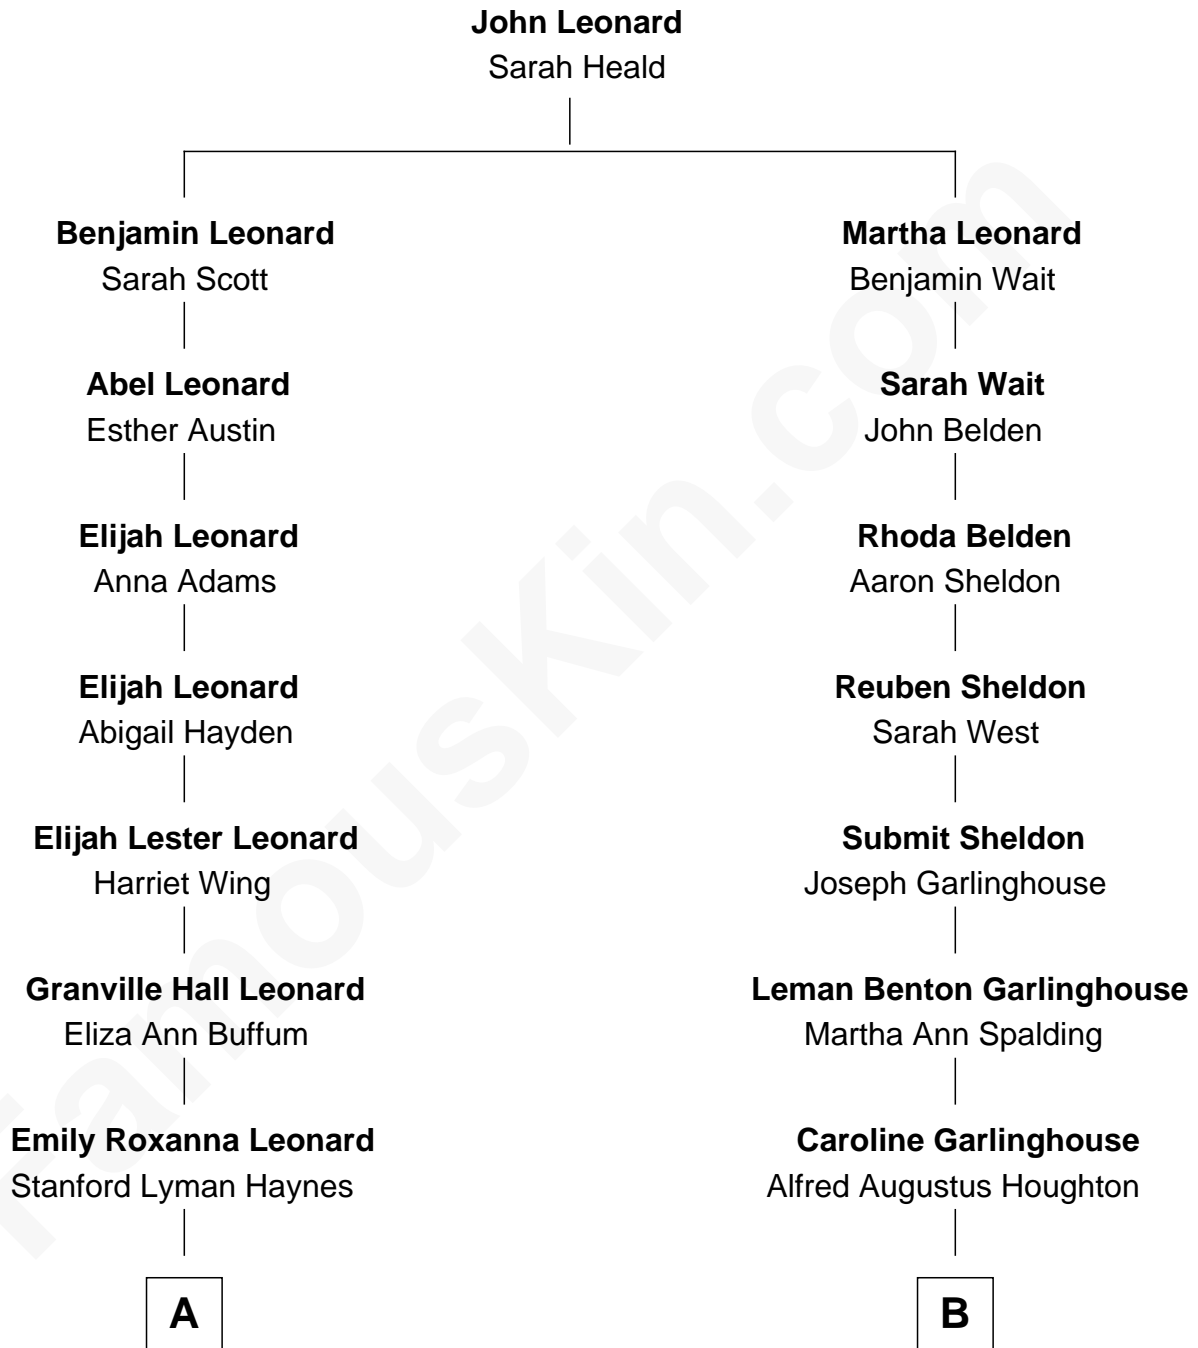 John Leonard
Sarah Heald
Benjamin Leonard
Sarah Scott
Martha Leonard
Benjamin Wait
Abel Leonard
Esther Austin
Sarah Wait
John Belden
Elijah Leonard
Anna Adams
Rhoda Belden
Aaron Sheldon
Elijah Leonard
Abigail Hayden
Reuben Sheldon
Sarah West
Elijah Lester Leonard
Harriet Wing
Submit Sheldon
Joseph Garlinghouse
Granville Hall Leonard
Eliza Ann Buffum
Leman Benton Garlinghouse
Martha Ann Spalding
Emily Roxanna Leonard
Stanford Lyman Haynes
Caroline Garlinghouse
Alfred Augustus Houghton
A
B
FamousKin.com